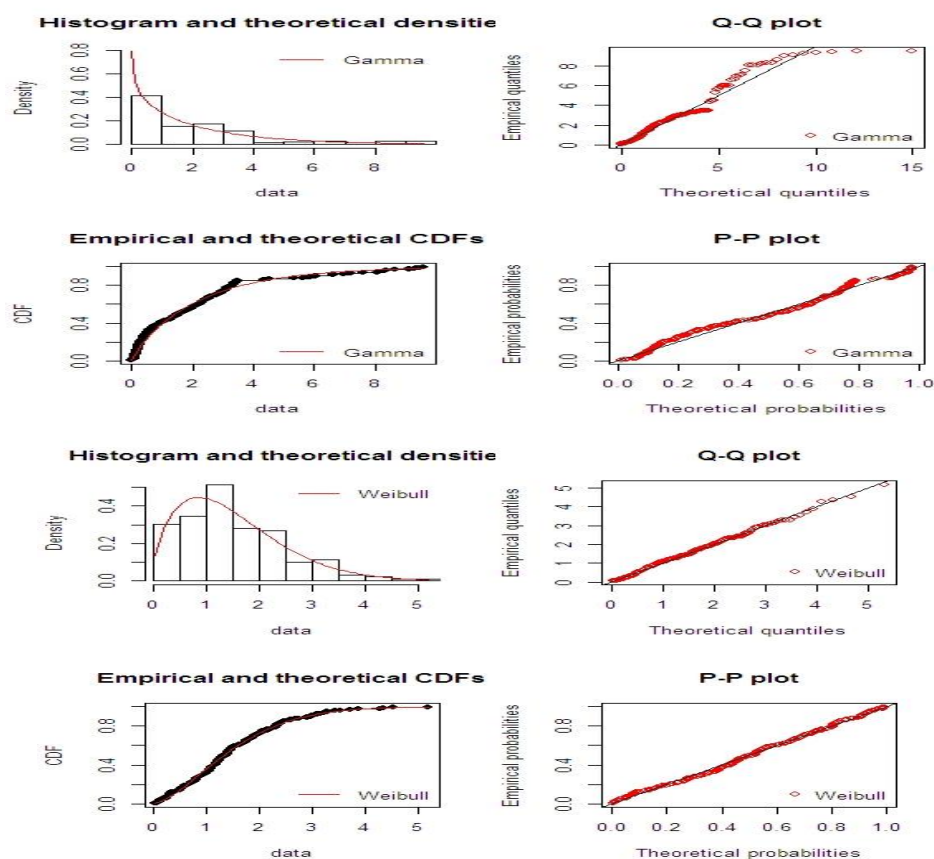 Histogram and theoretical densitie
Density
0.0 0.2 0.4 0.6 0.8
Gamma
0 2 4 6 8
data
Q-Q plot
Empirical quantiles
0 2 4 6 8
Gamma
0 5 10 15
Theoretical quantiles
Empirical and theoretical CDFs
CDF
0.0 0.4 0.8
Gamma
0 2 4 6 8
data
P-P plot
Empirical probabilities
0.0 0.4 0.8
Gamma
0.0 0.2 0.4 0.6 0.8 1.0
Theoretical probabilities
Histogram and theoretical densitie
Density
0.0 0.2 0.4
Weibull
0 1 2 3 4 5
data
Q-Q plot
Empirical quantiles
0 1 2 3 4 5
Weibull
0 1 2 3 4 5
Theoretical quantiles
Empirical and theoretical CDFs
CDF
0.0 0.4 0.8
Weibull
0 1 2 3 4 5
data
P-P plot
Empirical probabilities
0.0 0.4 0.8
Weibull
0.0 0.2 0.4 0.6 0.8 1.0
Theoretical probabilities